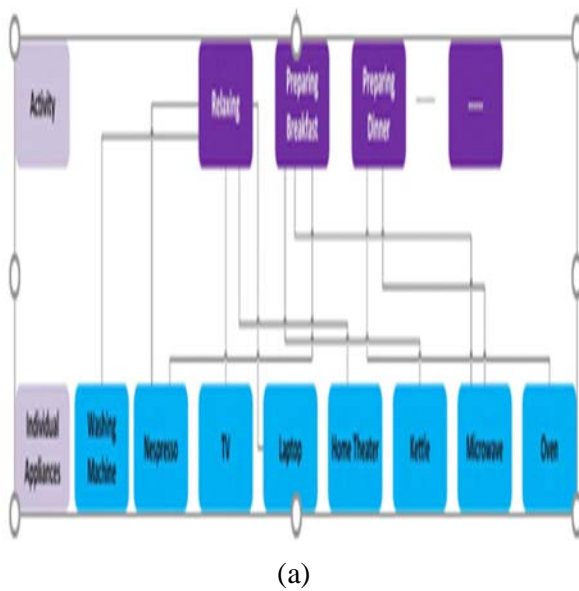 Activity
Relaxing
Preparing
Breakfast
Preparing
Dinner
Individual
Appliances
Washing
Machine
Nespresso
TV
Laptop
Home Theater
Kettle
Microwave
Oven
(a)